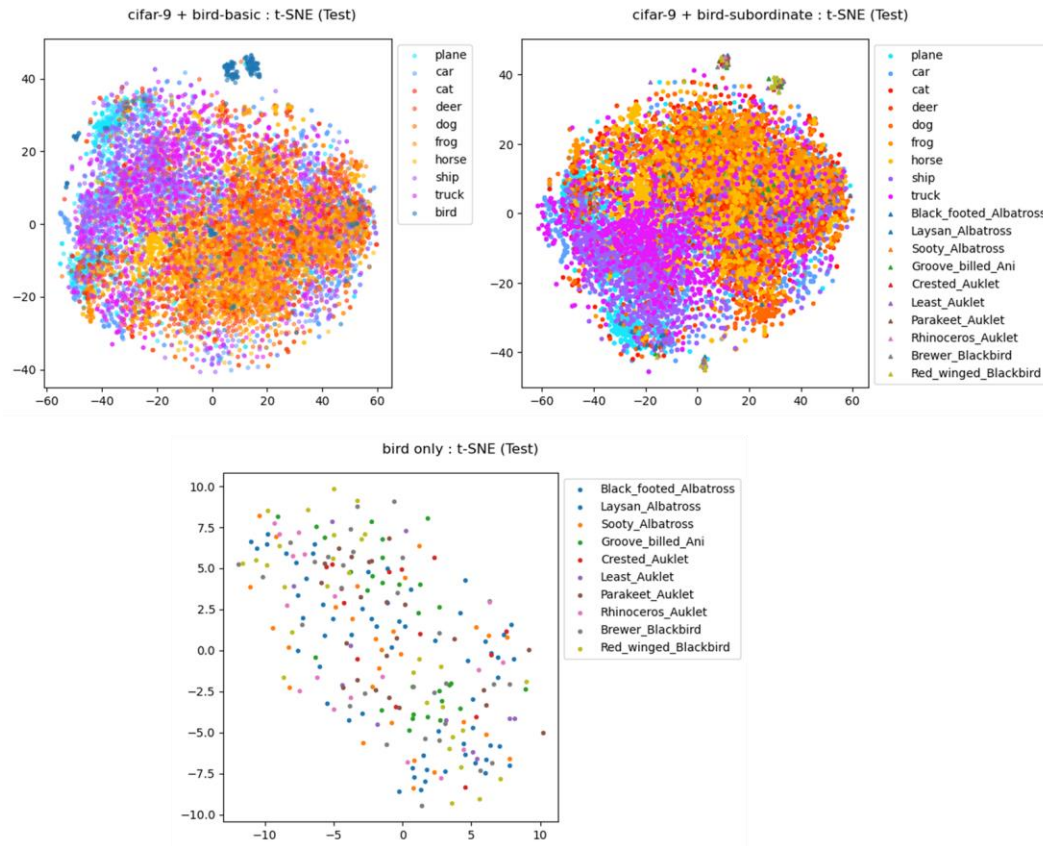 cifar-9 + bird-basic : t-SNE (Test)
40
20
0
−20
−40
−60
−40
−20
0
20
40
60
plane
car
cat
deer
dog
frog
horse
ship
truck
bird
cifar-9 + bird-subordinate : t-SNE (Test)
40
20
0
−20
−40
−60
−40
−20
0
20
40
60
plane
car
cat
deer
dog
frog
horse
ship
truck
Black_footed_Albatross
Laysan_Albatross
Sooty_Albatross
Groove_billed_Ani
Crested_Auklet
Least_Auklet
Parakeet_Auklet
Rhinoceros_Auklet
Brewer_Blackbird
Red_winged_Blackbird
bird only : t-SNE (Test)
10.0
7.5
5.0
2.5
0.0
−2.5
−5.0
−7.5
−10.0
−10
−5
0
5
10
Black_footed_Albatross
Laysan_Albatross
Sooty_Albatross
Groove_billed_Ani
Crested_Auklet
Least_Auklet
Parakeet_Auklet
Rhinoceros_Auklet
Brewer_Blackbird
Red_winged_Blackbird